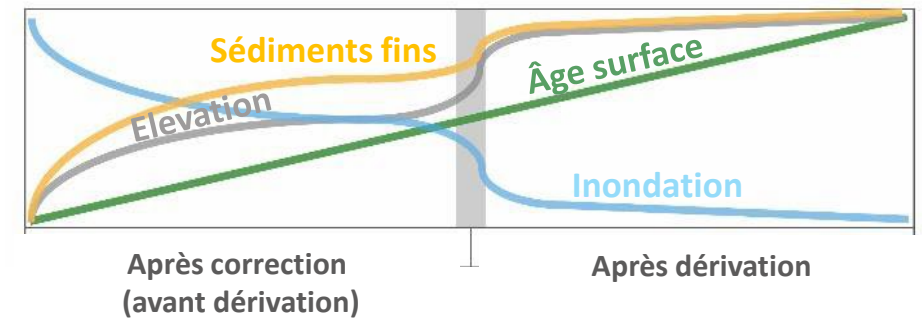 Sédiments fins
Âge surface
Elevation
Inondation
Après correction
(avant dérivation)
Après dérivation